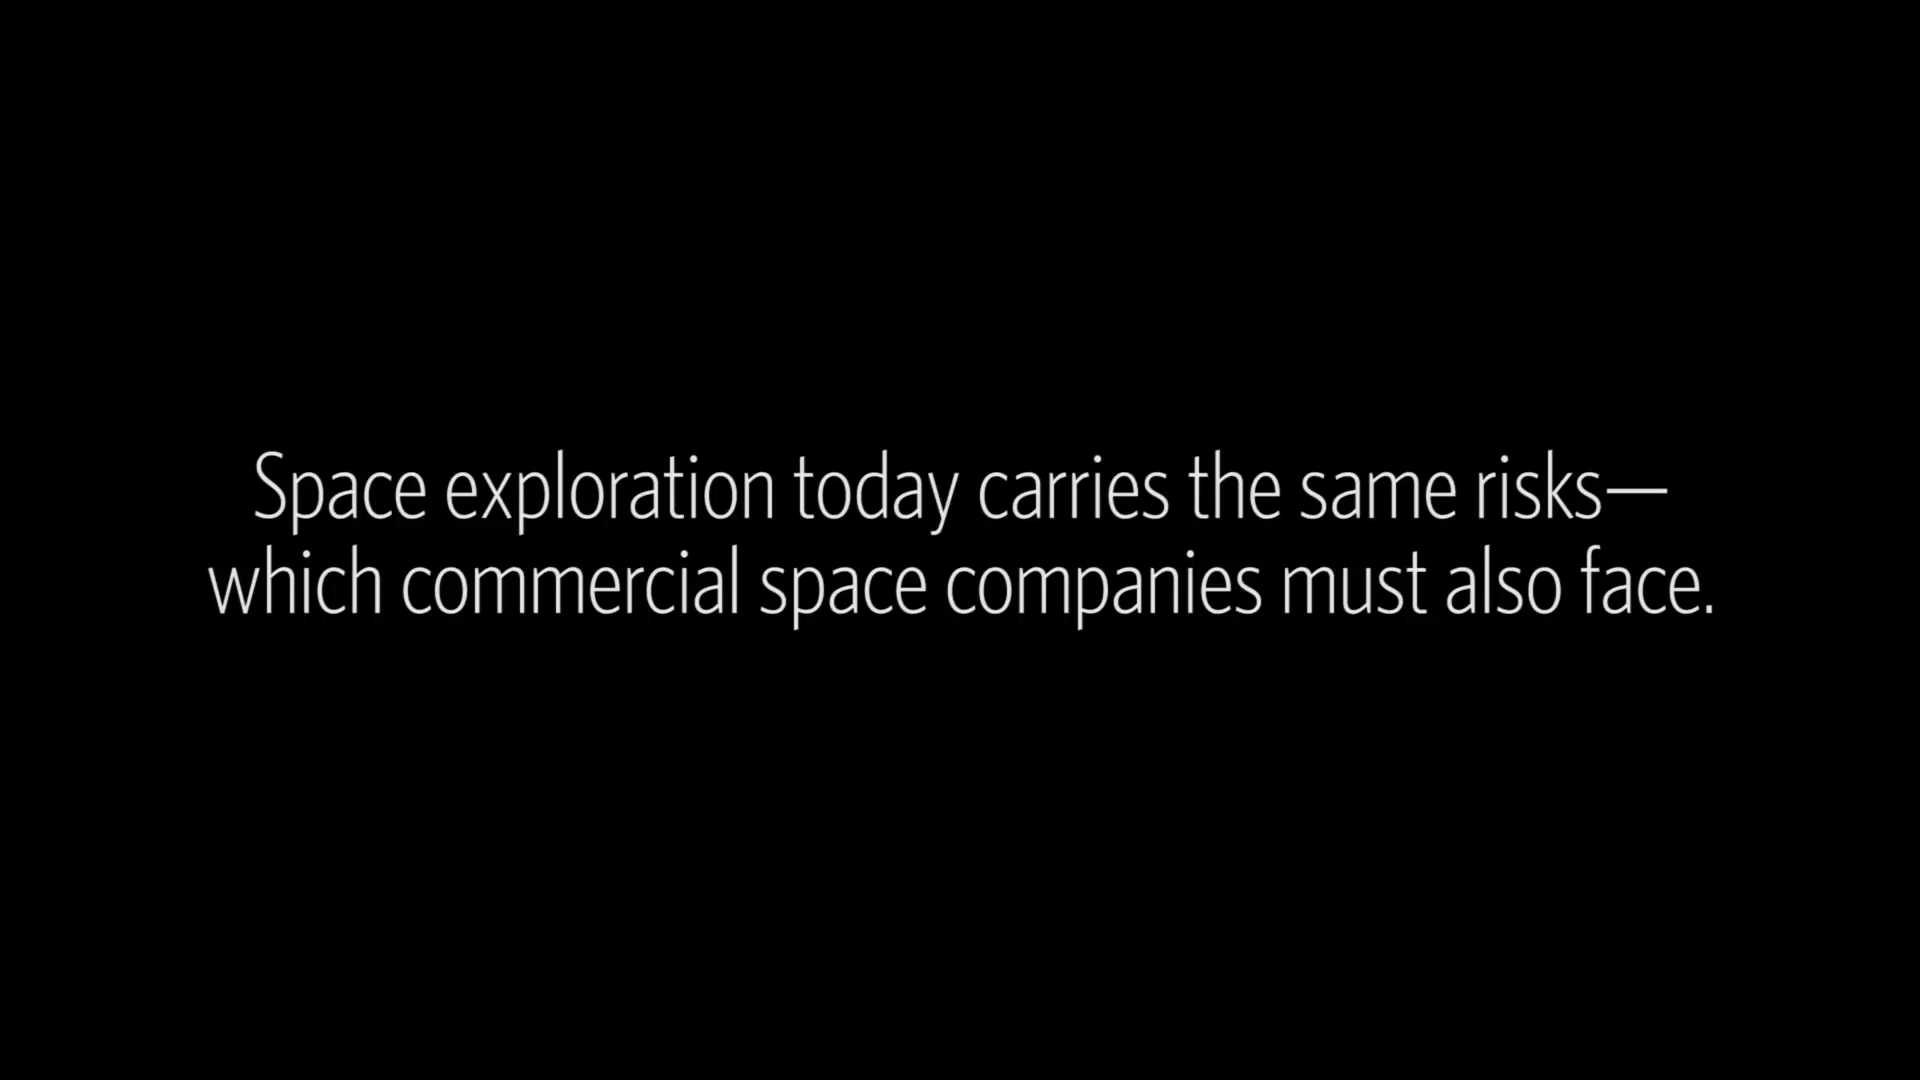 Space exploration today carries the same risks—
which commercial space companies must also face.